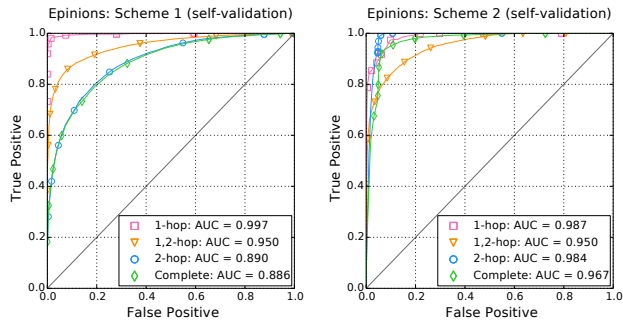 Epinions: Scheme 1 (self-validation)
1.0
0.8
0.6
0.4
0.2
0.0
0.0 0.2 0.4 0.6 0.8 1.0
True Positive
False Positive
1-hop: AUC = 0.997
1,2-hop: AUC = 0.950
2-hop: AUC = 0.890
Complete: AUC = 0.886
Epinions: Scheme 2 (self-validation)
1.0
0.8
0.6
0.4
0.2
0.0
0.0 0.2 0.4 0.6 0.8 1.0
True Positive
False Positive
1-hop: AUC = 0.987
1,2-hop: AUC = 0.950
2-hop: AUC = 0.984
Complete: AUC = 0.967